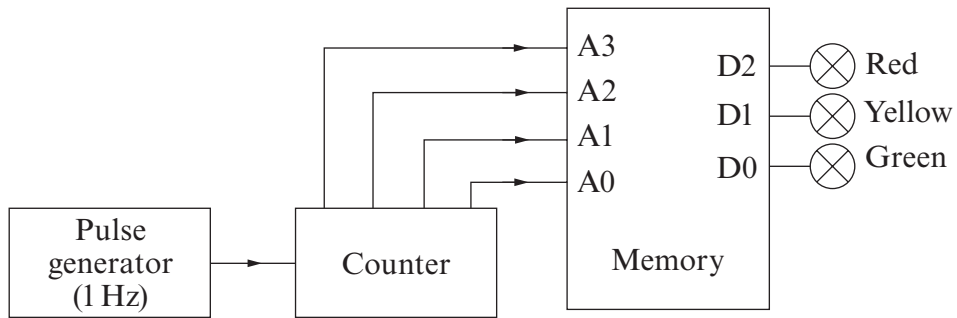 A3
A2
A1
A0
D2
D1
D0
Red
Yellow
Green
Pulse
generator
(1 Hz)
Counter
Memory